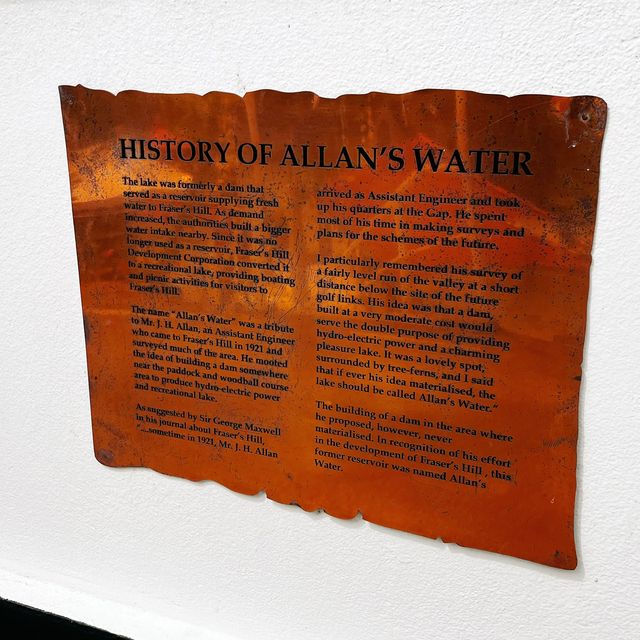 HISTORY OF ALLAN'S WATER
The lake was formerly a dam that
served as a reservoir supplying fresh
water to Fraser's Hill. As demand
increased, the authorities built a bigger
water intake nearby. Since it was no
longer used as a reservoir, Fraser's Hill
Development Corporation converted it
to a recreational lake, providing boating
and picnic activities for visitors to
Fraser's Hill.
The name "Allan's Water" was a tribute
to Mr. J. H. Allan, an Assistant Engineer
who came to Fraser's Hill in 1921 and
surveyed much of the area. He mooted
the idea of building a dam somewhere
near the paddock and woodball course
area to produce hydro-electric power
and recreational lake.
As suggested by Sir George Maxwell
in his journal about Fraser's Hill,
"....sometime in 1921, Mr. J. H. Allan
arrived as Assistant Engineer and took
up his quarters at the Gap. He spent
most of his time in making surveys and
plans for the schemes of the future.
I particularly remembered his survey of
a fairly level run of the valley at a short
distance below the site of the future
golf links. His idea was that a dam,
built at a very moderate cost would
serve the double purpose of providing
hydro-electric power and a charming
pleasure lake. It was a lovely spot,
surrounded by tree-ferns, and I said
that if ever his idea materialised, the
lake should be called Allan's Water."
The building of a dam in the area where
he proposed, however, never
materialised. In recognition of his effort
in the development of Fraser's Hill , this
former reservoir was named Allan's
Water.